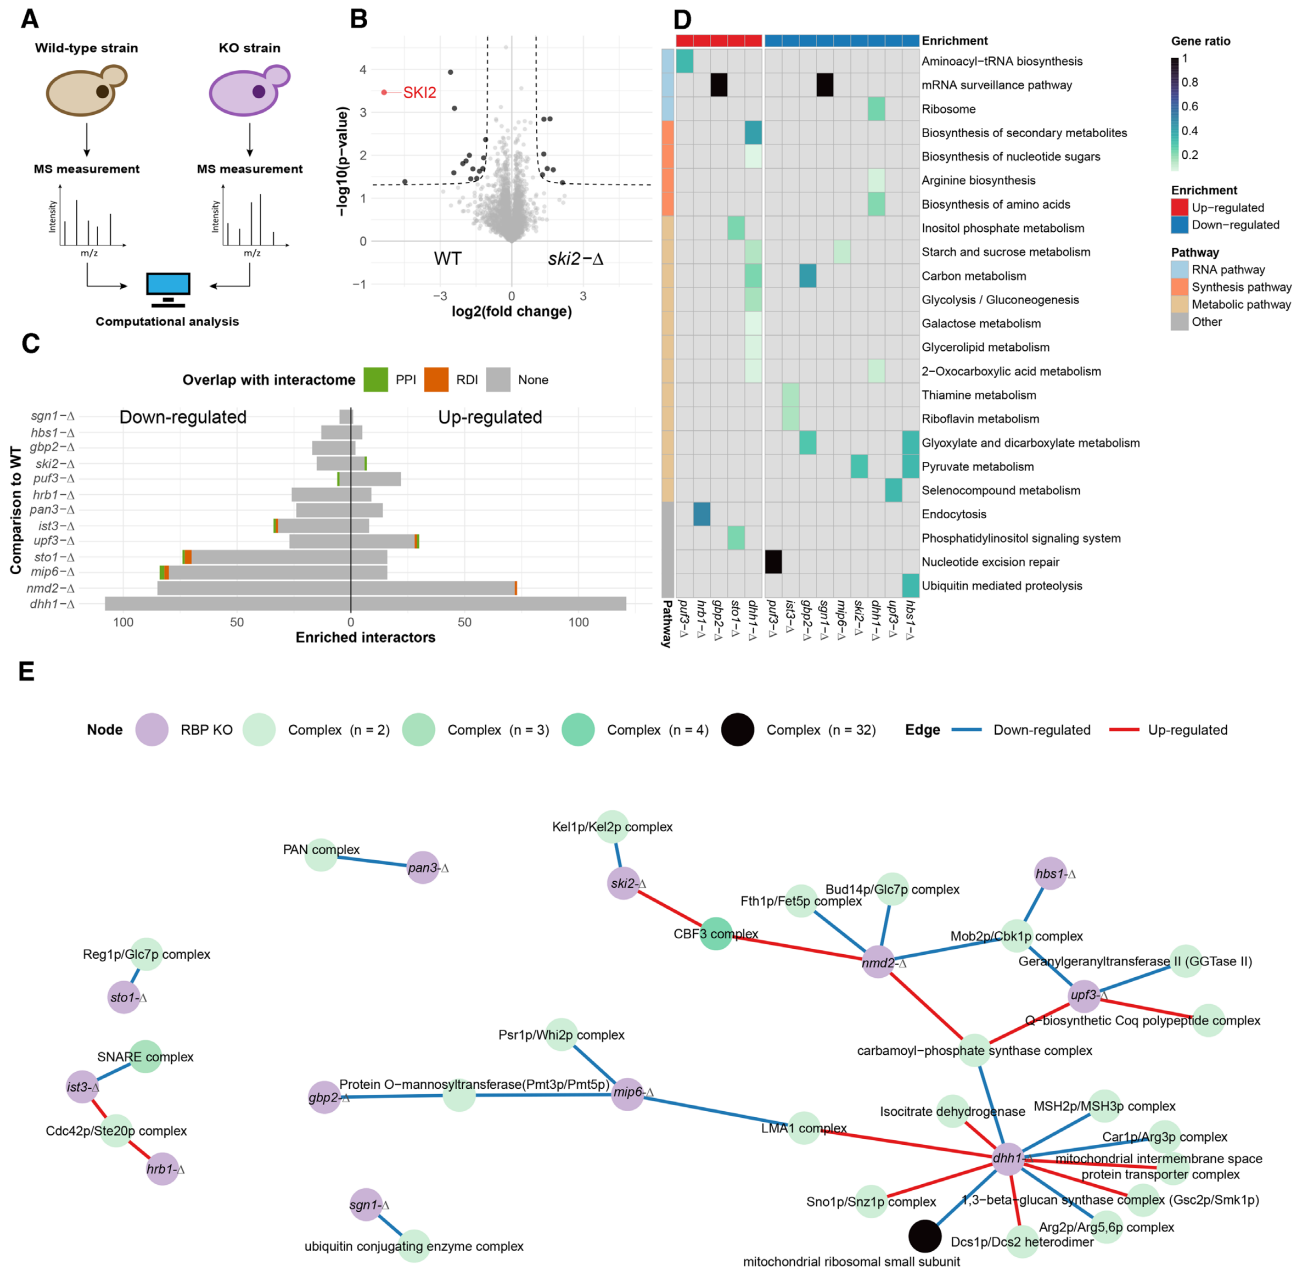 A
Wild-type strain
KO strain
MS measurement
MS measurement
Intensity
m/z
Intensity
m/z
Computational analysis
B
−log10(p-value)
4
3
2
1
0
−1
SKI2
WT
ski2−Δ
−3
0
3
log2(fold change)
C
Overlap with interactome
PPI
RDI
None
Down-regulated
Up-regulated
Comparison to WT
sgn1−Δ
hbs1−Δ
gbp2−Δ
ski2−Δ
puf3−Δ
hrb1−Δ
pan3−Δ
ist3−Δ
upf3−Δ
sto1−Δ
mip6−Δ
nmd2−Δ
dhh1−Δ
100
50
0
50
100
Enriched interactors
D
Enrichment
Aminoacyl−tRNA biosynthesis
mRNA surveillance pathway
Ribosome
Biosynthesis of secondary metabolites
Biosynthesis of nucleotide sugars
Arginine biosynthesis
Biosynthesis of amino acids
Inositol phosphate metabolism
Starch and sucrose metabolism
Carbon metabolism
Glycolysis / Gluconeogenesis
Galactose metabolism
Glycerolipid metabolism
2−Oxocarboxylic acid metabolism
Thiamine metabolism
Riboflavin metabolism
Glyoxylate and dicarboxylate metabolism
Pyruvate metabolism
Selenocompound metabolism
Endocytosis
Phosphatidylinositol signaling system
Nucleotide excision repair
Ubiquitin mediated proteolysis
Pathway
puf3−Δ
hrb1−Δ
gbp2−Δ
sto1−Δ
dhh1−Δ
puf3−Δ
ist3−Δ
gbp2−Δ
sgn1−Δ
mip6−Δ
ski2−Δ
dhh1−Δ
upf3−Δ
hbs1−Δ
Gene ratio
1
0.8
0.6
0.4
0.2
Enrichment
Up−regulated
Down−regulated
Pathway
RNA pathway
Synthesis pathway
Metabolic pathway
Other
E
Node
RBP KO
Complex (n = 2)
Complex (n = 3)
Complex (n = 4)
Complex (n = 32)
Edge
Down-regulated
Up-regulated
Kel1p/Kel2p complex
PAN complex
pan3-Δ
ski2-Δ
hbs1-Δ
Bud14p/Glc7p complex
Fth1p/Fet5p complex
CBF3 complex
Mob2p/Cbk1p complex
Reg1p/Glc7p complex
nmd2-Δ
Geranylgeranyltransferase II (GGTase II)
sto1-Δ
upf3-Δ
Q−biosynthetic Coq polypeptide complex
Psr1p/Whi2p complex
carbamoyl−phosphate synthase complex
SNARE complex
ist3-Δ
Protein O−mannosyltransferase(Pmt3p/Pmt5p)
gbp2-Δ
mip6-Δ
Isocitrate dehydrogenase
MSH2p/MSH3p complex
Cdc42p/Ste20p complex
LMA1 complex
Car1p/Arg3p complex
hrb1-Δ
dhh1-Δ
mitochondrial intermembrane space
protein transporter complex
sgn1-Δ
Sno1p/Snz1p complex
1,3−beta−glucan synthase complex (Gsc2p/Smk1p)
Arg2p/Arg5,6p complex
ubiquitin conjugating enzyme complex
Dcs1p/Dcs2 heterodimer
mitochondrial ribosomal small subunit